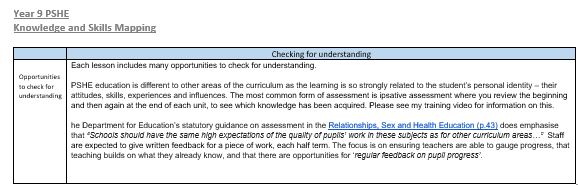 Year 9 PSHE
Knowledge and Skills Mapping
Checking for understanding
Opportunities
to check for
understanding
Each lesson includes many opportunities to check for understanding.
PSHE education is different to other areas of the curriculum as the learning is so strongly related to the student's personal identity – their
attitudes, skills, experiences and influences. The most common form of assessment is ipsative assessment where you review the beginning
and then again at the end of each unit, to see which knowledge has been acquired. Please see my training video for information on this.
he Department for Education's statutory guidance on assessment in the Relationships, Sex and Health Education (p.43) does emphasise
that "Schools should have the same high expectations of the quality of pupils' work in these subjects as for other curriculum areas…" Staff
are expected to give written feedback for a piece of work, each half term. The focus is on ensuring teachers are able to gauge progress, that
teaching builds on what they already know, and that there are opportunities for 'regular feedback on pupil progress'.